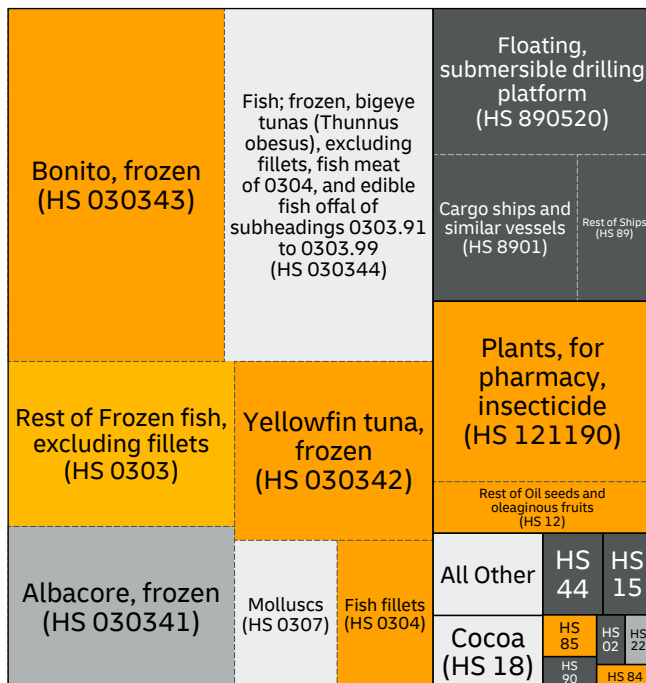 Bonito, frozen
(HS 030343)
Fish; frozen, bigeye
tunas (Thunnus
obesus), excluding
fillets, fish meat
of 0304, and edible
fish offal of
subheadings 0303.91
to 0303.99
(HS 030344)
Rest of Frozen fish,
excluding fillets
(HS 0303)
Yellowfin tuna,
frozen
(HS 030342)
Albacore, frozen
(HS 030341)
Molluscs
(HS 0307)
Fish fillets
(HS 0304)
Floating,
submersible drilling
platform
(HS 890520)
Cargo ships and
similar vessels
(HS 8901)
Rest of Ships
(HS 89)
Plants, for
pharmacy,
insecticide
(HS 121190)
Rest of Oil seeds and
oleaginous fruits
(HS 12)
All Other
HS
44
HS
15
Cocoa
(HS 18)
HS
85
HS
90
HS
02
HS
22
HS 84